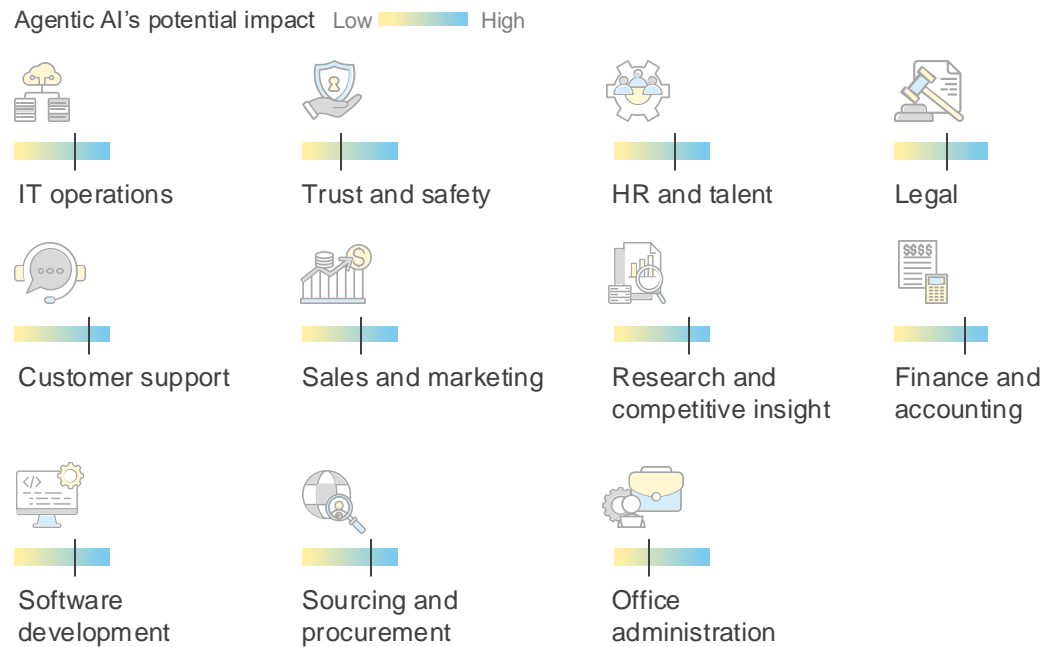 Agentic AI’s potential impact Low High
IT operations
Trust and safety
HR and talent
Legal
$$$$
Customer support
Sales and marketing
$
Research and
competitive insight
Finance and
accounting
</>
Software
development
Sourcing and
procurement
Office
administration